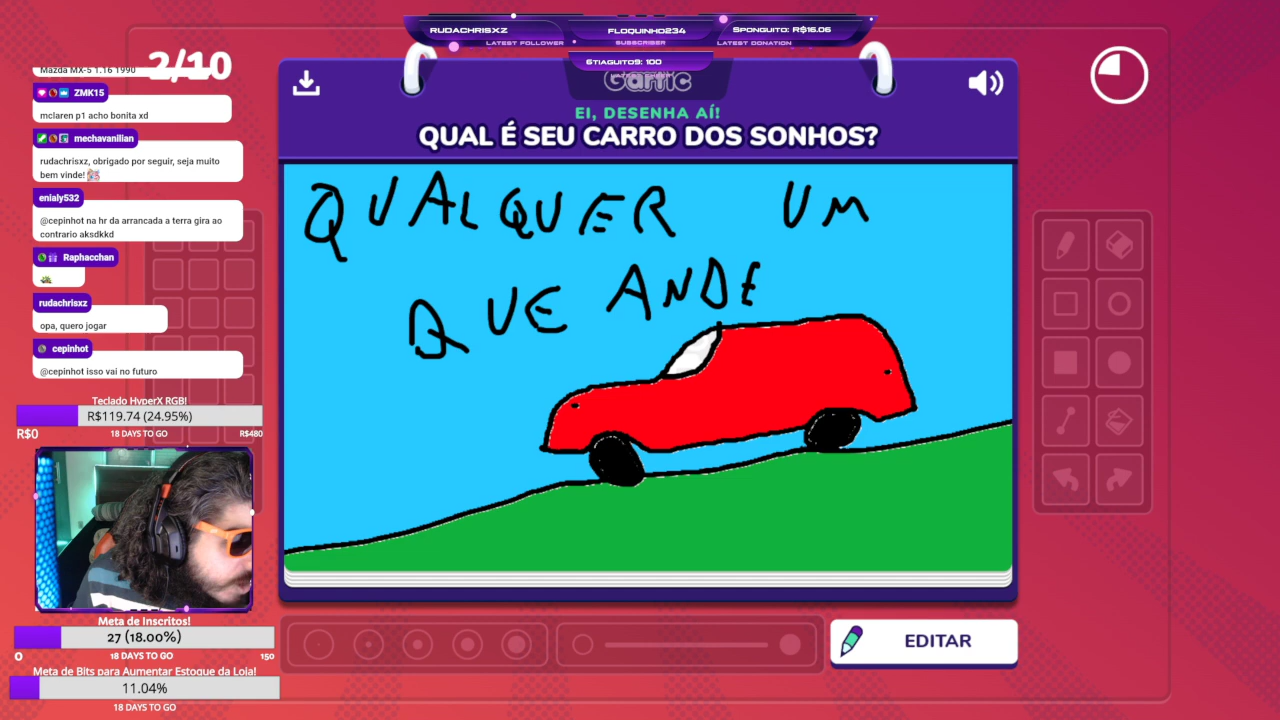 RUDACHRISXZ
LATEST FOLLOWER
FLOQUINHO234
SUBSCRIBER
SPONGUITO: R$16.06
LATEST DONATION
6TIAGUITO9: 100
Gartic
2/10
EI, DESENHA AÍ!
QUAL É SEU CARRO DOS SONHOS?
QUALQUER UM
QUE ANDE
Mazda MX-5 1.16 1990
ZMK15
mclaren p1 acho bonita xd
mechavanilian
rudachrisxz, obrigado por seguir, seja muito
bem vinde!
enialy532
@cepinhot na hr da arrancada a terra gira ao
contrario aksdkkd
Raphacchan
rudachrisxz
opa, quero jogar
cepinhot
@cepinhot isso vai no futuro
Teclado HyperX RGB!
R$119.74 (24.95%)
R$0 18 DAYS TO GO R$480
Meta de Inscritos!
27 (18.00%)
0 18 DAYS TO GO 150
Meta de Bits para Aumentar Estoque da Loja!
11.04%
18 DAYS TO GO
EDITAR